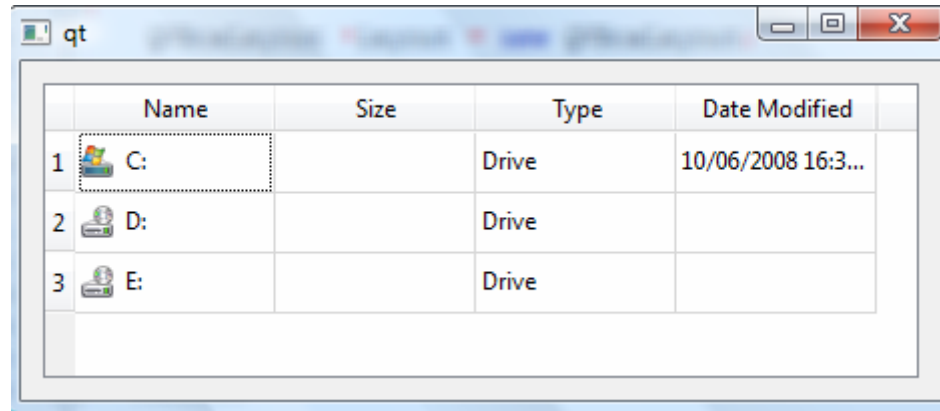 qt
Name Size Type Date Modified
1 C: Drive 10/06/2008 16:3...
2 D: Drive
3 E: Drive